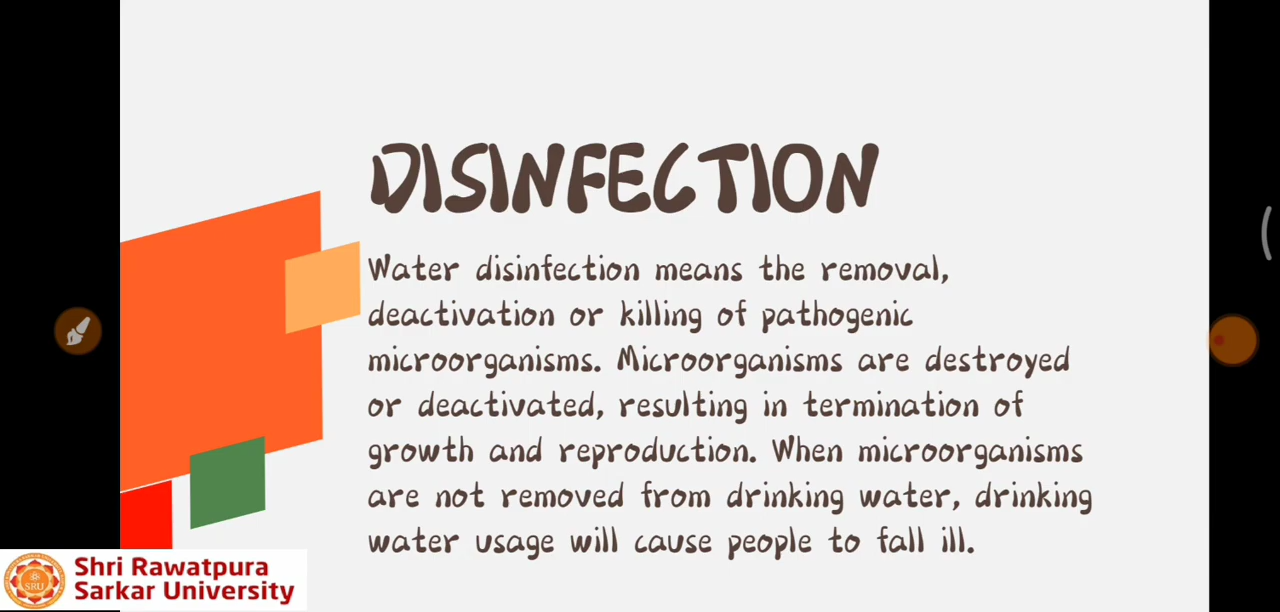 DISINFECTION
Water disinfection means the removal,
deactivation or killing of pathogenic
microorganisms. Microorganisms are destroyed
or deactivated, resulting in termination of
growth and reproduction. When microorganisms
are not removed from drinking water, drinking
water usage will cause people to fall ill.
SRU
Shri Rawatpura
Sarkar University